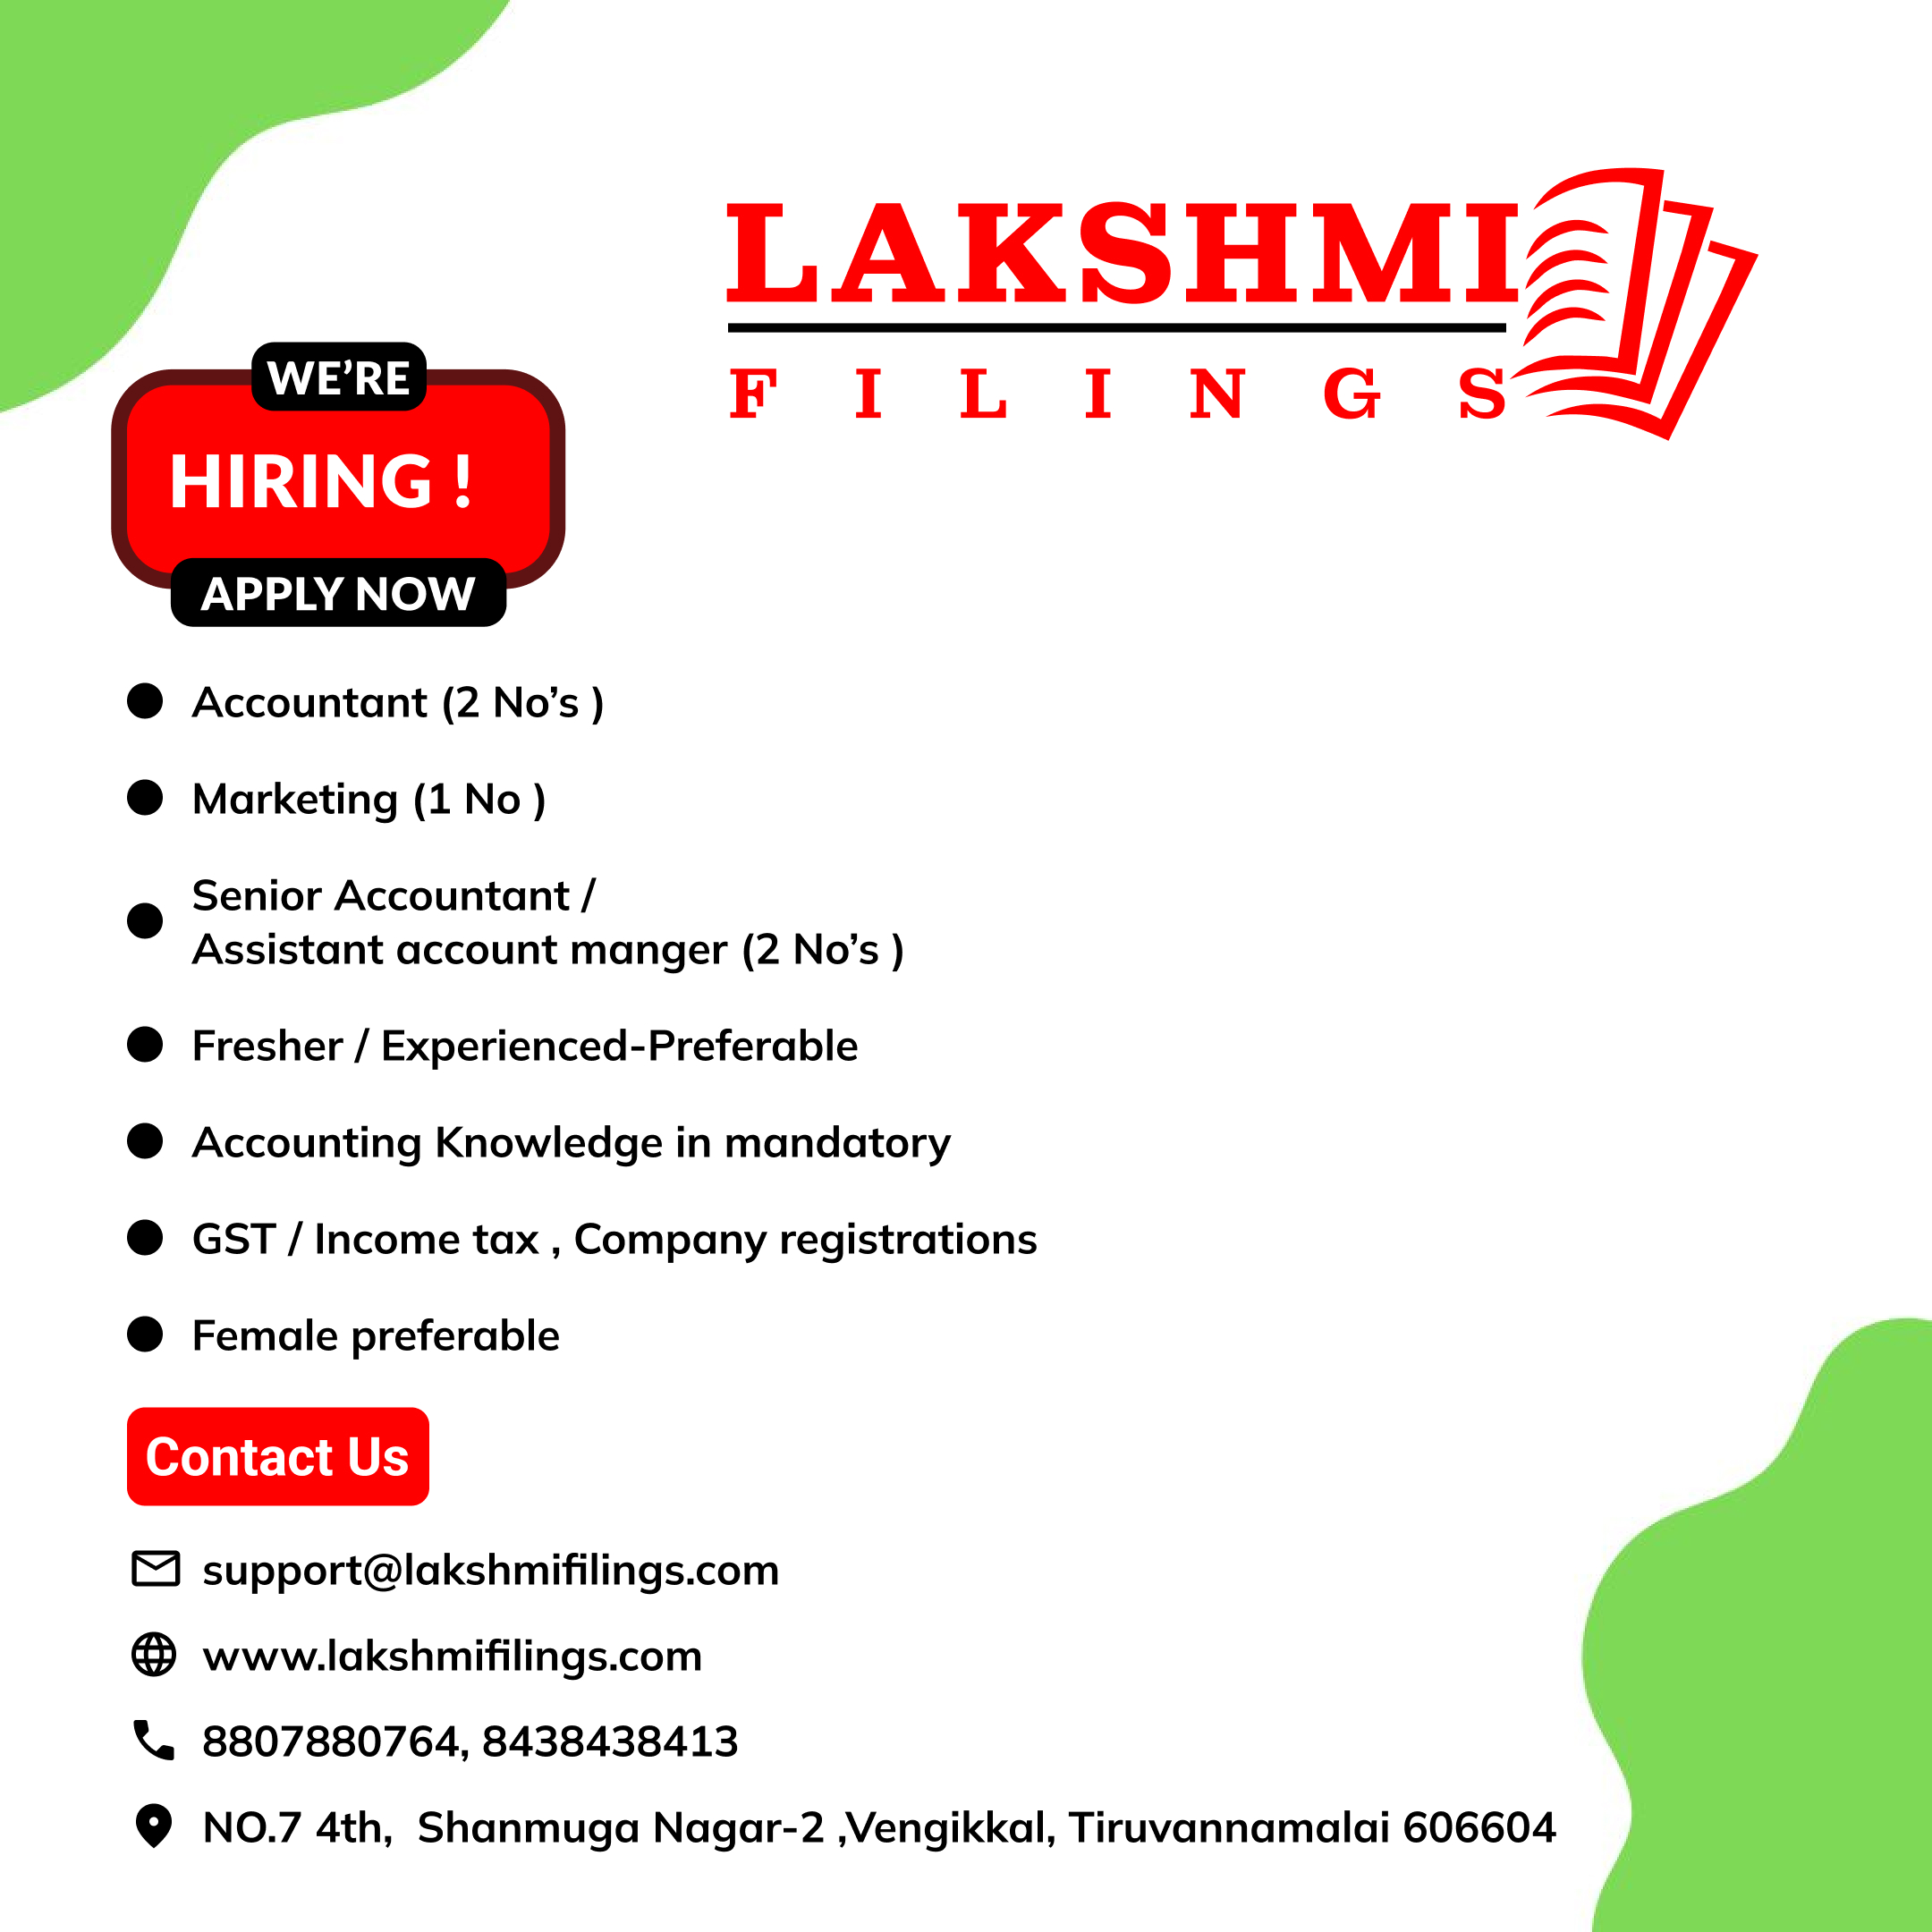 LAKSHMI
FILINGS
WE'RE
HIRING !
APPLY NOW
Accountant (2 No's )
Marketing (1 No )
Senior Accountant /
Assistant account manger (2 No's )
Fresher / Experienced-Preferable
Accounting Knowledge in mandatory
GST / Income tax , Company registrations
Female preferable
Contact Us
support@lakshmifilings.com
www.lakshmifilings.com
8807880764, 8438438413
NO.7 4th, Shanmuga Nagar-2 ,Vengikkal, Tiruvannamalai 606604